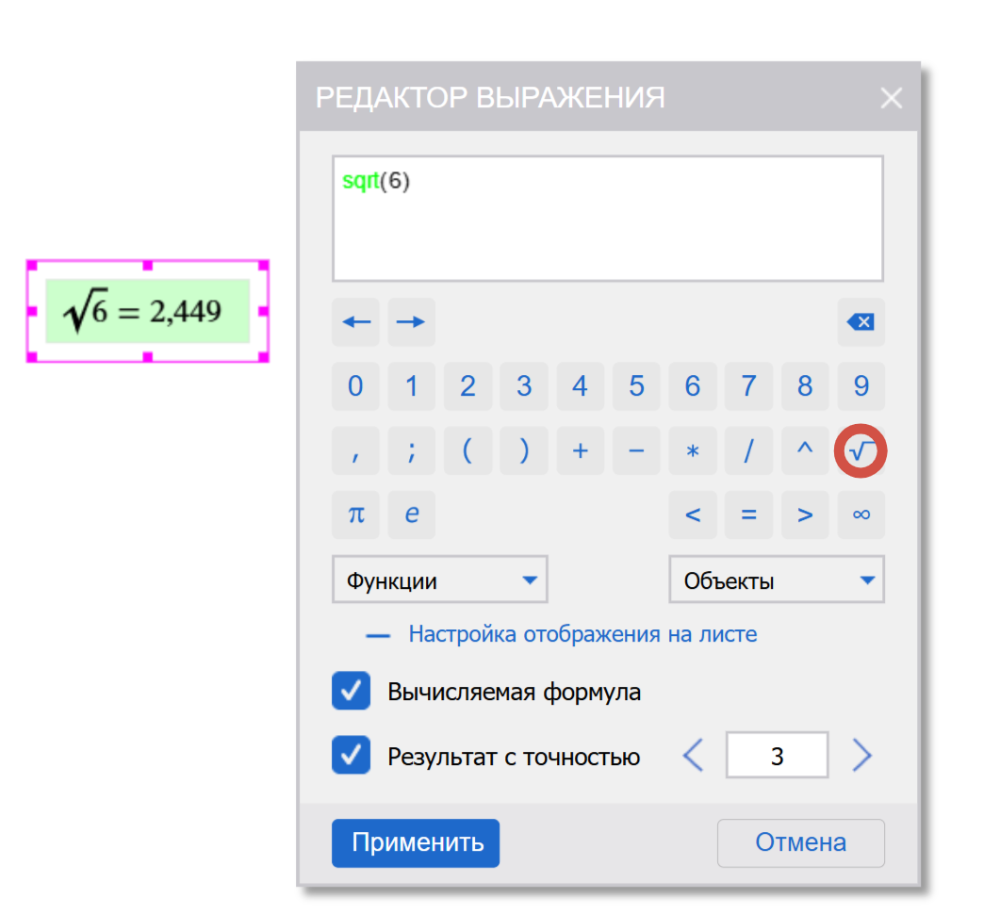 РЕДАКТОР ВЫРАЖЕНИЯ ×
sqrt(6)
√6 = 2,449
← →
0 1 2 3 4 5 6 7 8 9
, ; ( ) + − * / ^ √
π e < = > ∞
Функции Объекты
— Настройка отображения на листе
Вычисляемая формула
Результат с точностью < 3 >
Применить Отмена